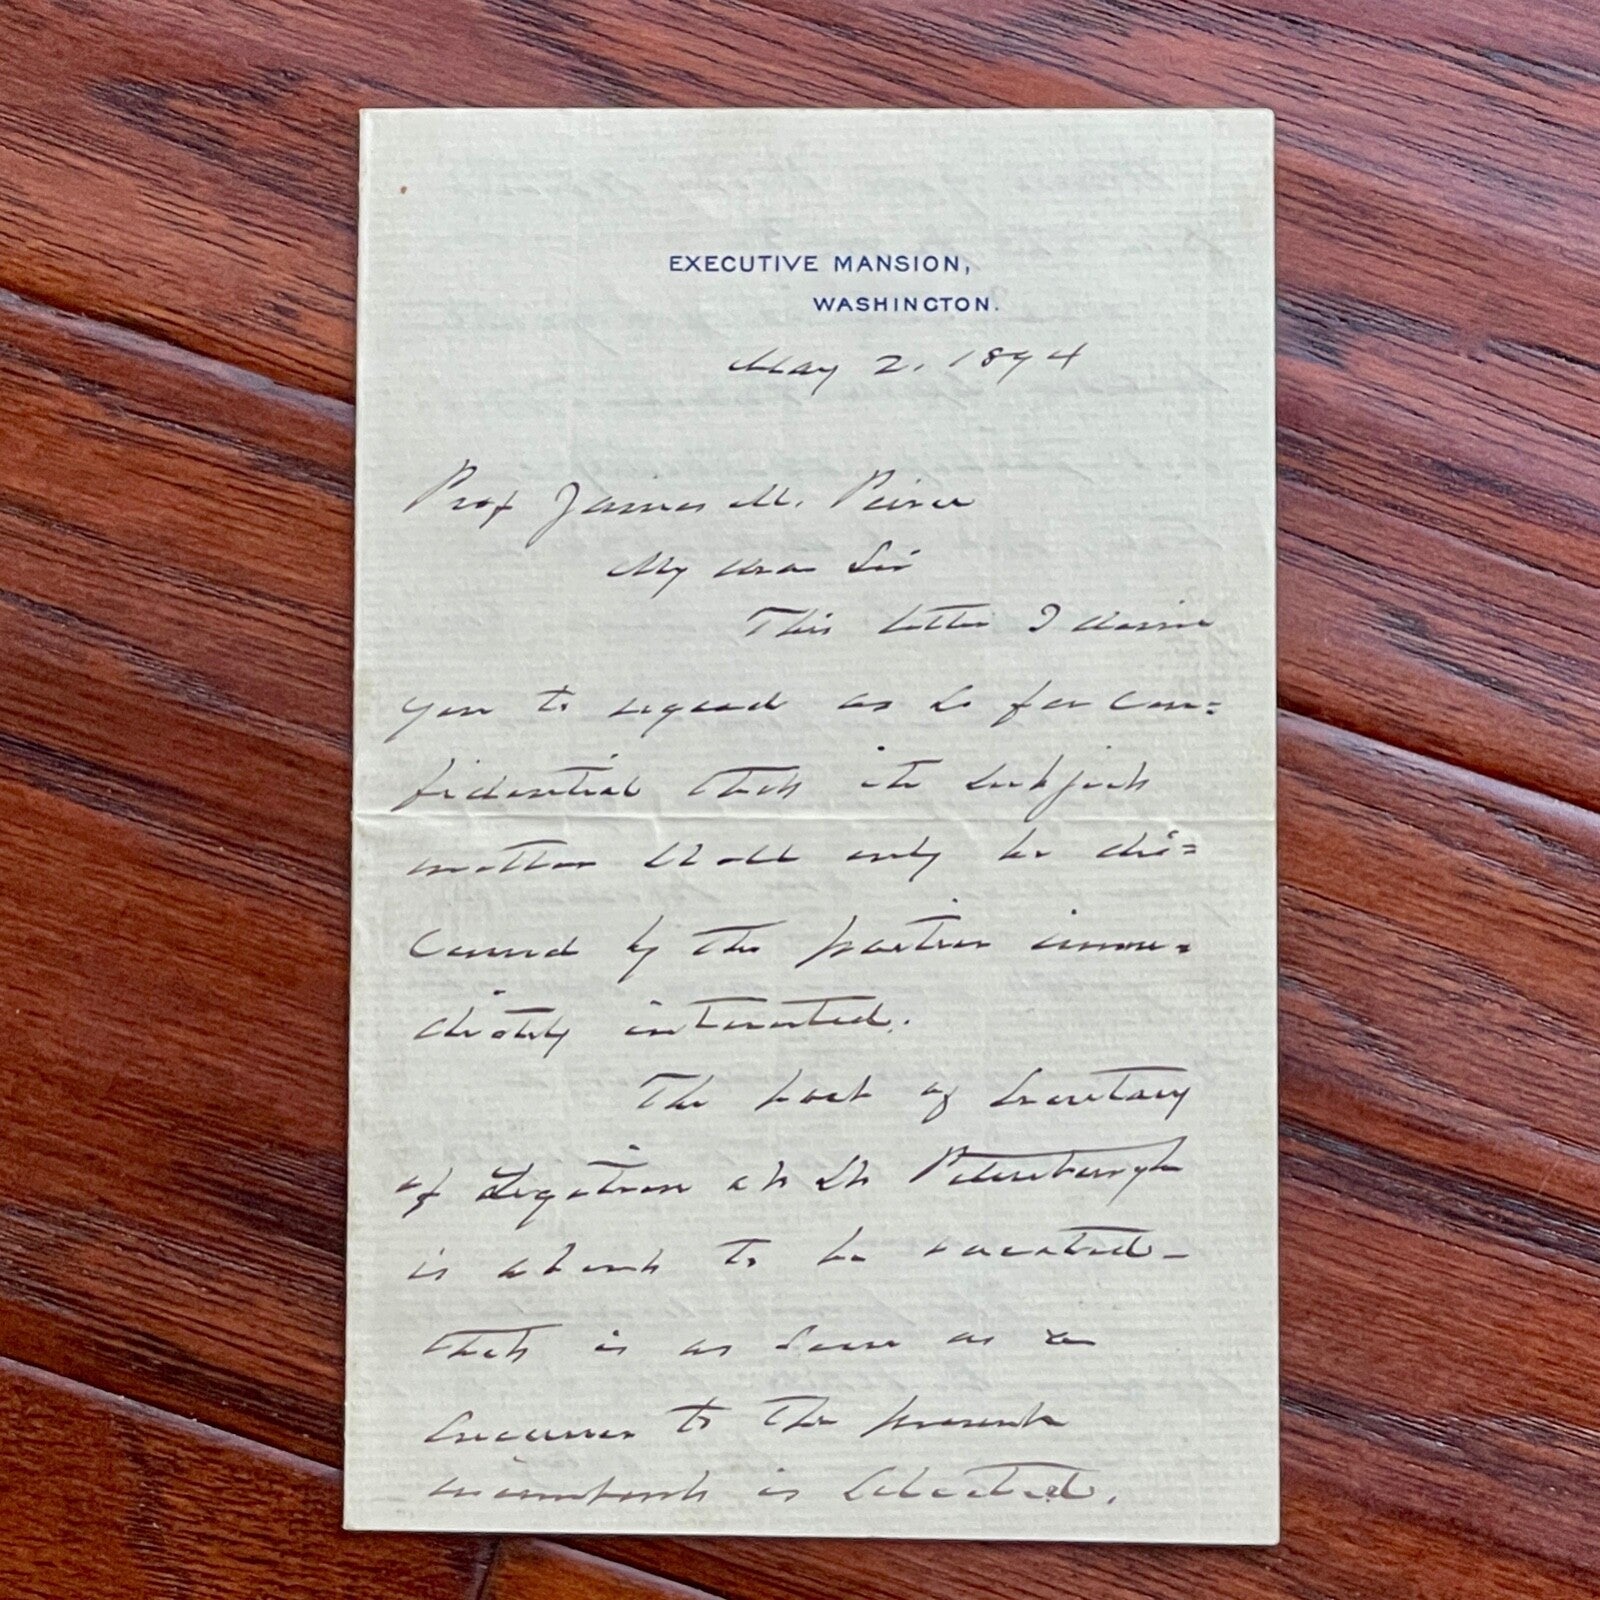 EXECUTIVE MANSION,
WASHINGTON.
May 2, 1894
Prof James M. Peirce
My dear Sir
This letter I desire
you to regard as so far con=
fidential that its subject
matter shall only be dis=
cussed by the parties imme=
diately interested.
The post of Secretary
of Legation at St Petersburgh
is about to be vacated—
that is as soon as a
successor to the present
incumbent is selected.